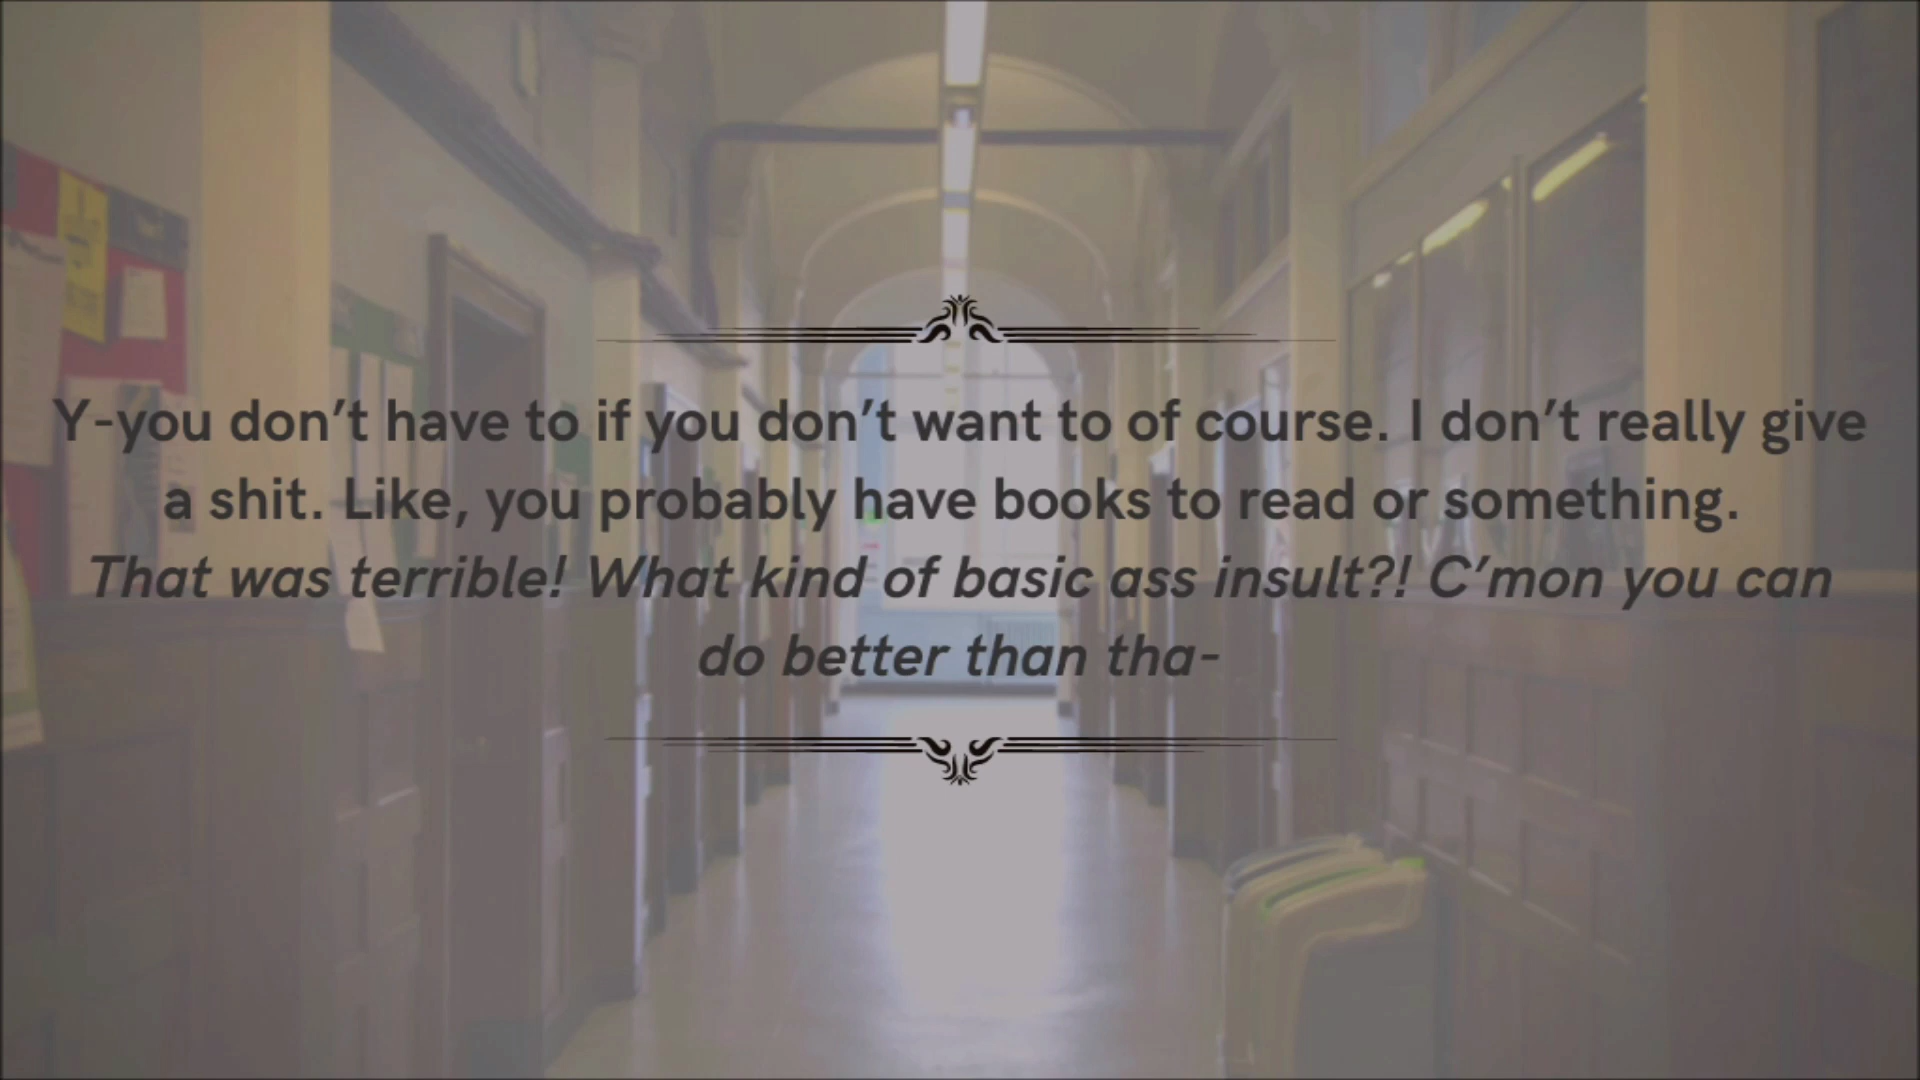 Y-you don’t have to if you don’t want to of course. I don’t really give
a shit. Like, you probably have books to read or something.
That was terrible! What kind of basic ass insult?! C’mon you can
do better than tha-